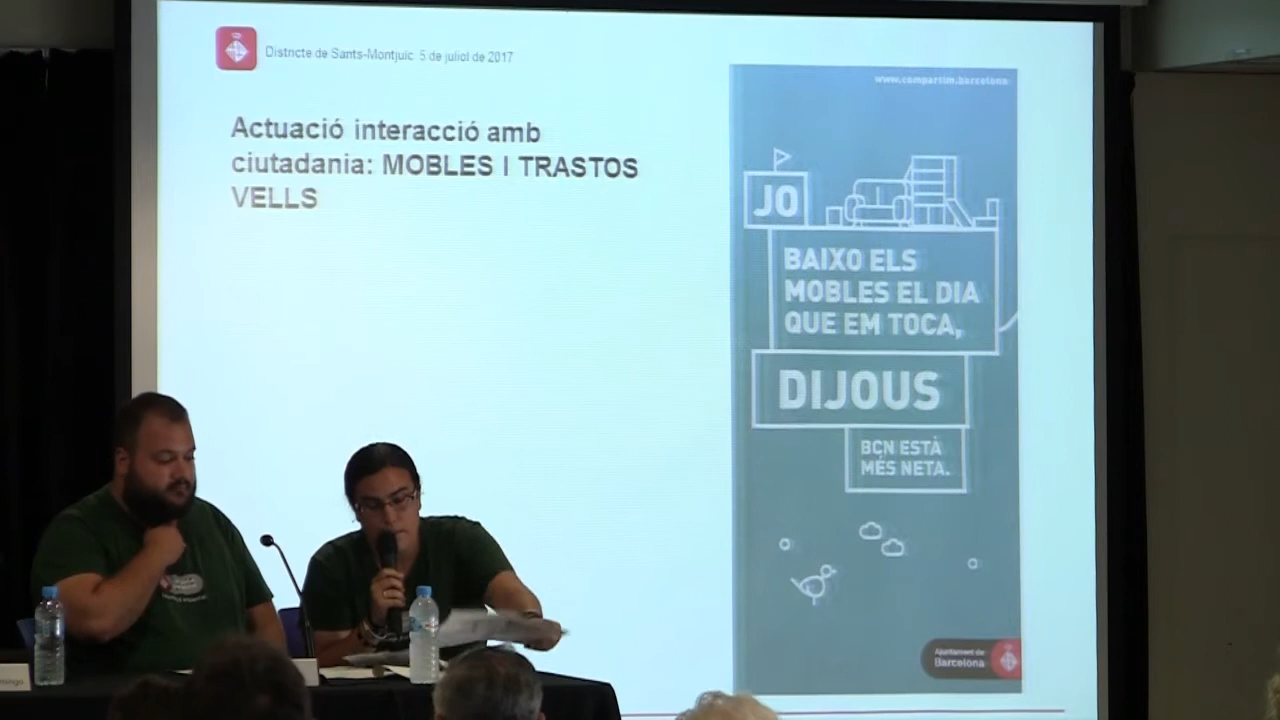 Districte de Sants-Montjuïc. 5 de juliol de 2017
Actuació interacció amb
ciutadania: MOBLES I TRASTOS
VELLS
www.compartim.barcelona
JO
BAIXO ELS
MOBLES EL DIA
QUE EM TOCA,
DIJOUS
BCN ESTÀ
MÉS NETA.
Ajuntament de
Barcelona